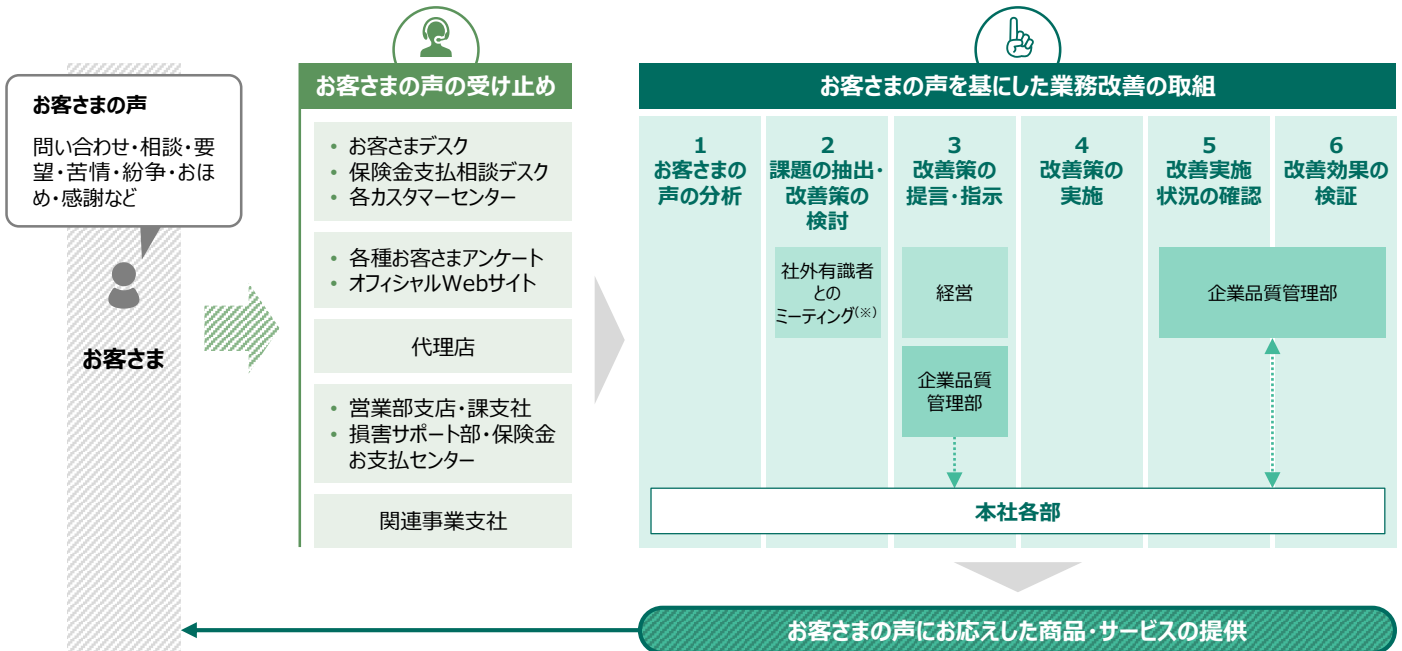 お客さまの声
問い合わせ・相談・要
望・苦情・紛争・おほ
め・感謝など
お客さま
お客さまの声の受け止め
• お客さまデスク
• 保険金支払相談デスク
• 各カスタマーセンター
• 各種お客さまアンケート
• オフィシャルWebサイト
代理店
• 営業部支店・課支社
• 損害サポート部・保険金
お支払センター
関連事業支社
お客さまの声を基にした業務改善の取組
1
お客さまの
声の分析
2
課題の抽出・
改善策の
検討
3
改善策の
提言・指示
4
改善策の
実施
5
改善実施
状況の確認
6
改善効果の
検証
社外有識者
との
ミーティング(※)
経営
企業品質
管理部
企業品質管理部
本社各部
お客さまの声にお応えした商品・サービスの提供